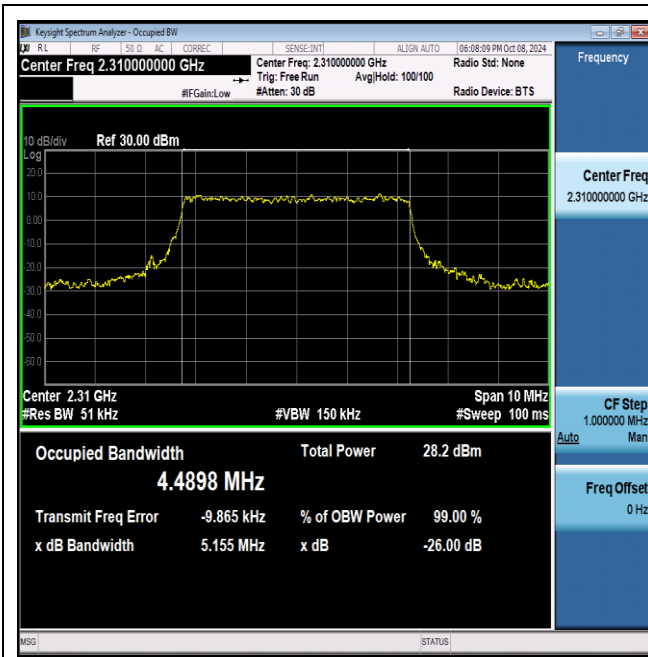 Keysight Spectrum Analyzer - Occupied BW
LXI RL RF 50 Ω AC CORREC SENSE:INT ALIGN AUTO 06:08:09 PM Oct 08, 2024
Center Freq 2.310000000 GHz
Center Freq: 2.310000000 GHz
Radio Std: None
Trig: Free Run Avg|Hold: 100/100
#IFGain:Low #Atten: 30 dB Radio Device: BTS
10 dB/div Ref 30.00 dBm
Log
20.0
10.0
0.00
-10.0
-20.0
-30.0
-40.0
-50.0
-60.0
Center 2.31 GHz Span 10 MHz
#Res BW 51 kHz #VBW 150 kHz #Sweep 100 ms
Occupied Bandwidth Total Power 28.2 dBm
4.4898 MHz
Transmit Freq Error -9.865 kHz % of OBW Power 99.00 %
x dB Bandwidth 5.155 MHz x dB -26.00 dB
MSG STATUS
Frequency
Center Freq
2.310000000 GHz
CF Step
1.000000 MHz
Auto Man
Freq Offset
0 Hz